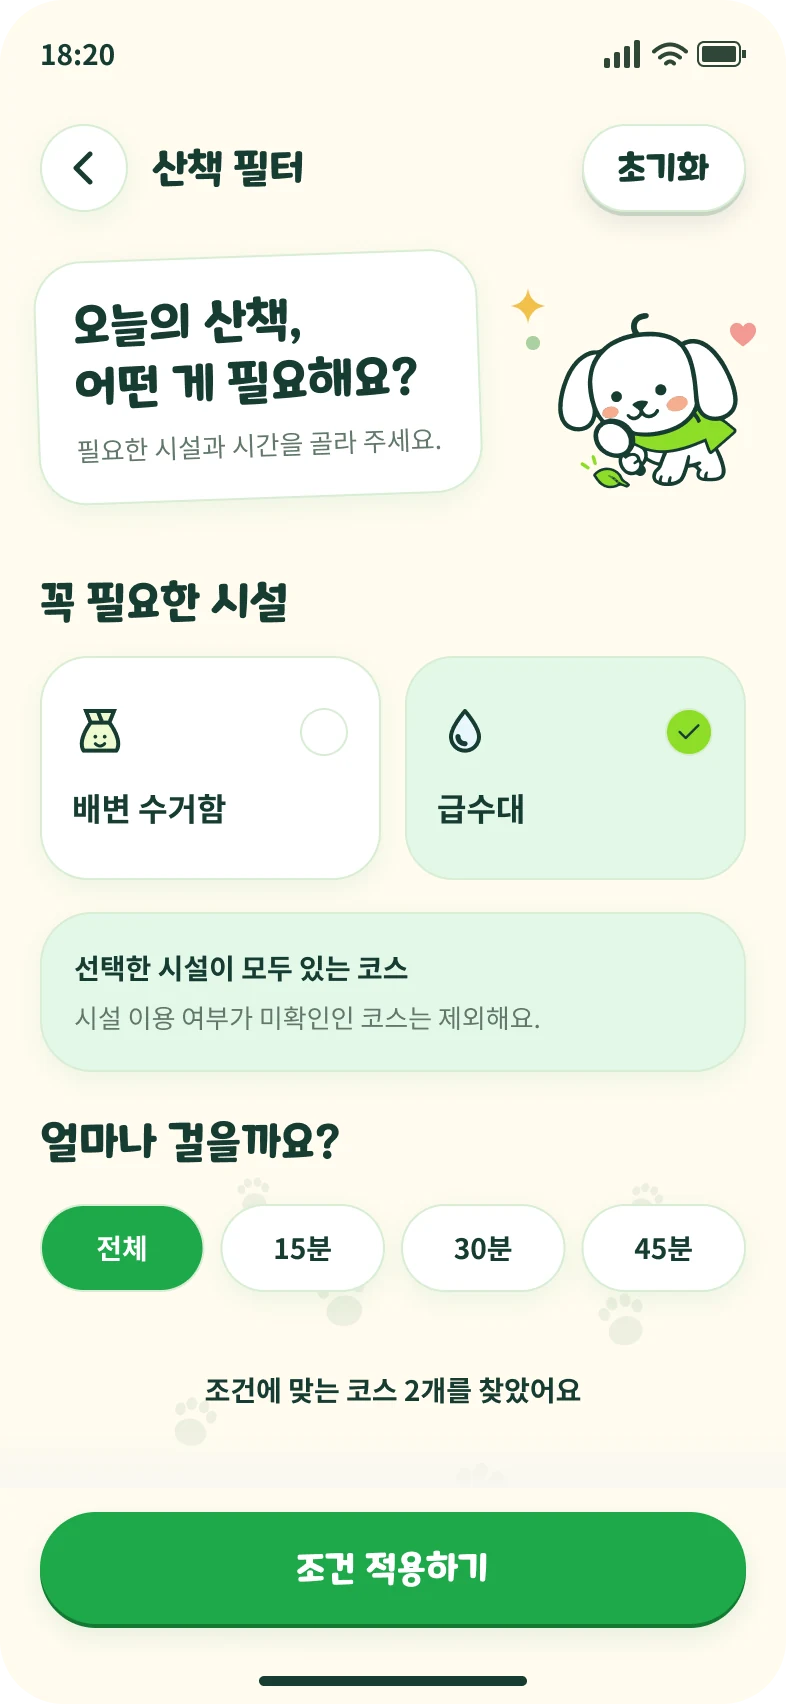 18:20
산책 필터
초기화
오늘의 산책,
어떤 게 필요해요?
필요한 시설과 시간을 골라 주세요.
꼭 필요한 시설
배변 수거함
급수대
선택한 시설이 모두 있는 코스
시설 이용 여부가 미확인인 코스는 제외해요.
얼마나 걸을까요?
전체
15분
30분
45분
조건에 맞는 코스 2개를 찾았어요
조건 적용하기